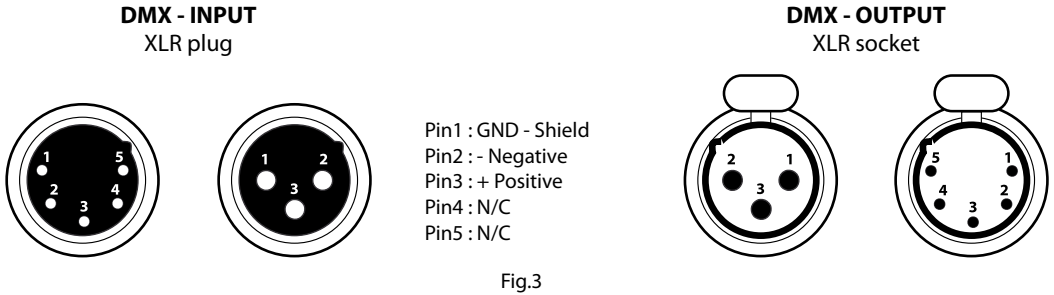 DMX - INPUT
XLR plug
DMX - OUTPUT
XLR socket
1 5
2 4
3
1 2
3
Pin1 : GND - Shield
Pin2 : - Negative
Pin3 : + Positive
Pin4 : N/C
Pin5 : N/C
2 1
3
5 1
4 2
3
Fig.3